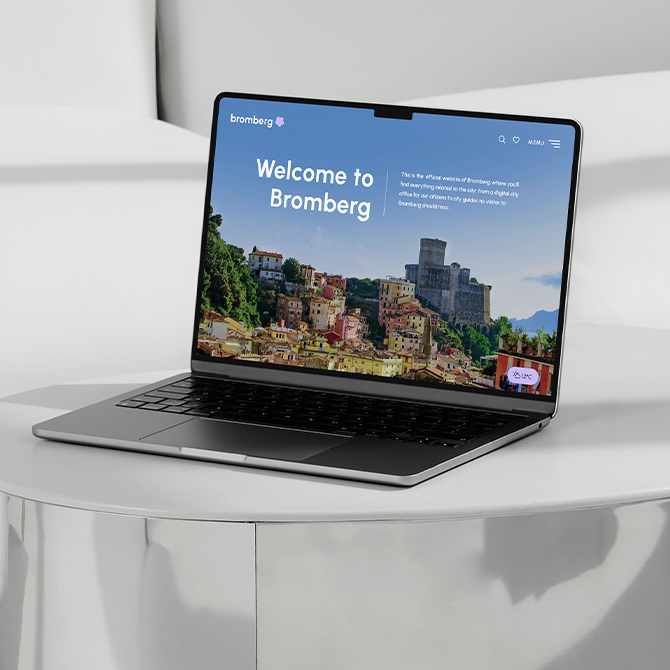 bromberg
MENU
Welcome to
Bromberg
This is the official website of Bromberg where you'll
find everything related to the city: from a digital city
office for our citizens to city guides no visitor to
Bromberg should miss.
12°C